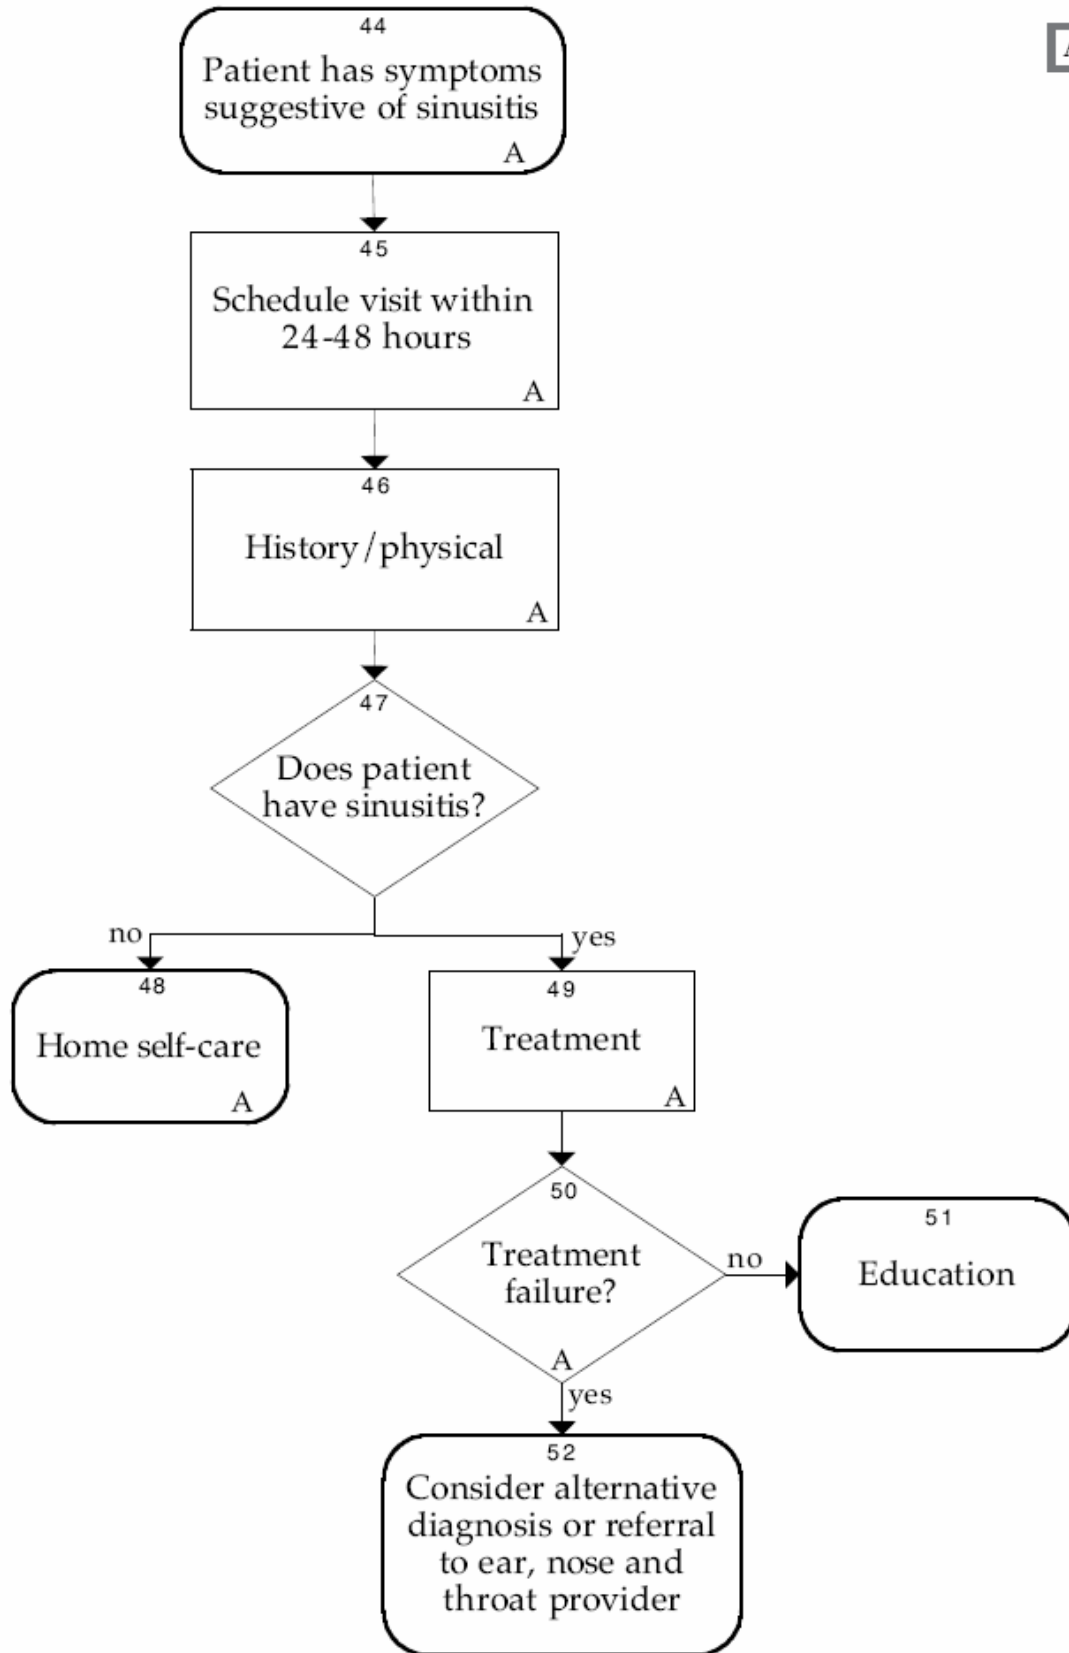 44
Patient has symptoms
suggestive of sinusitis
A
A
45
Schedule visit within
24-48 hours
A
46
History/physical
A
47
Does patient
have sinusitis?
no
yes
48
Home self-care
A
49
Treatment
A
50
Treatment
failure?
A
no
51
Education
yes
52
Consider alternative
diagnosis or referral
to ear, nose and
throat provider